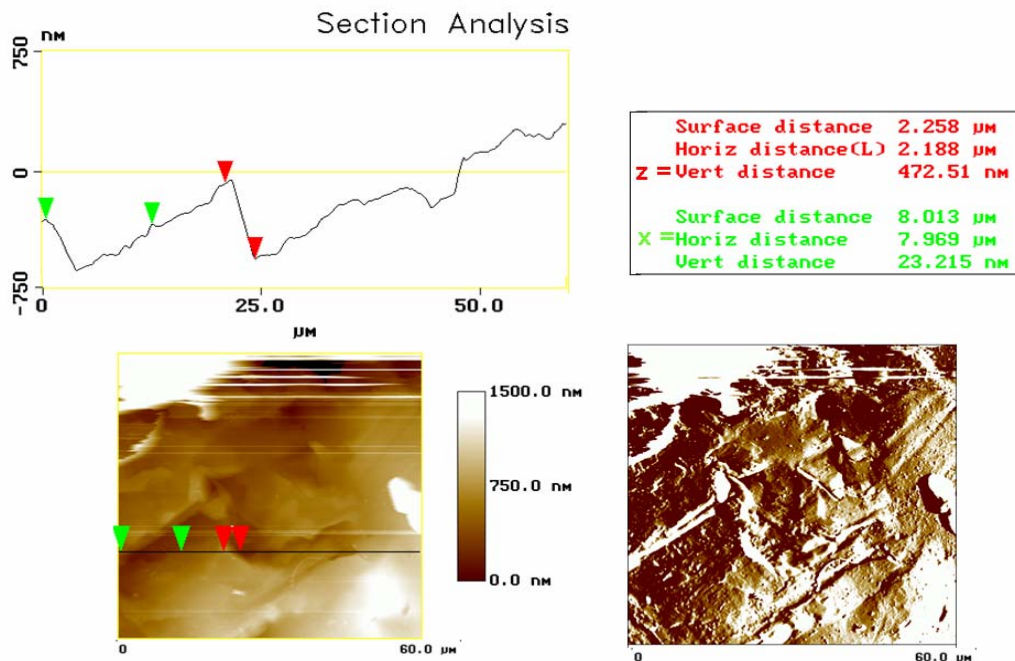 Section Analysis
nm
750
0
-750
0 25.0 50.0
μm
Surface distance 2.258 μm
Horiz distance(L) 2.188 μm
z = Vert distance 472.51 nm
Surface distance 8.013 μm
x = Horiz distance 7.969 μm
Vert distance 23.215 nm
1500.0 nm
750.0 nm
0.0 nm
0 60.0 μm
0 60.0 μm